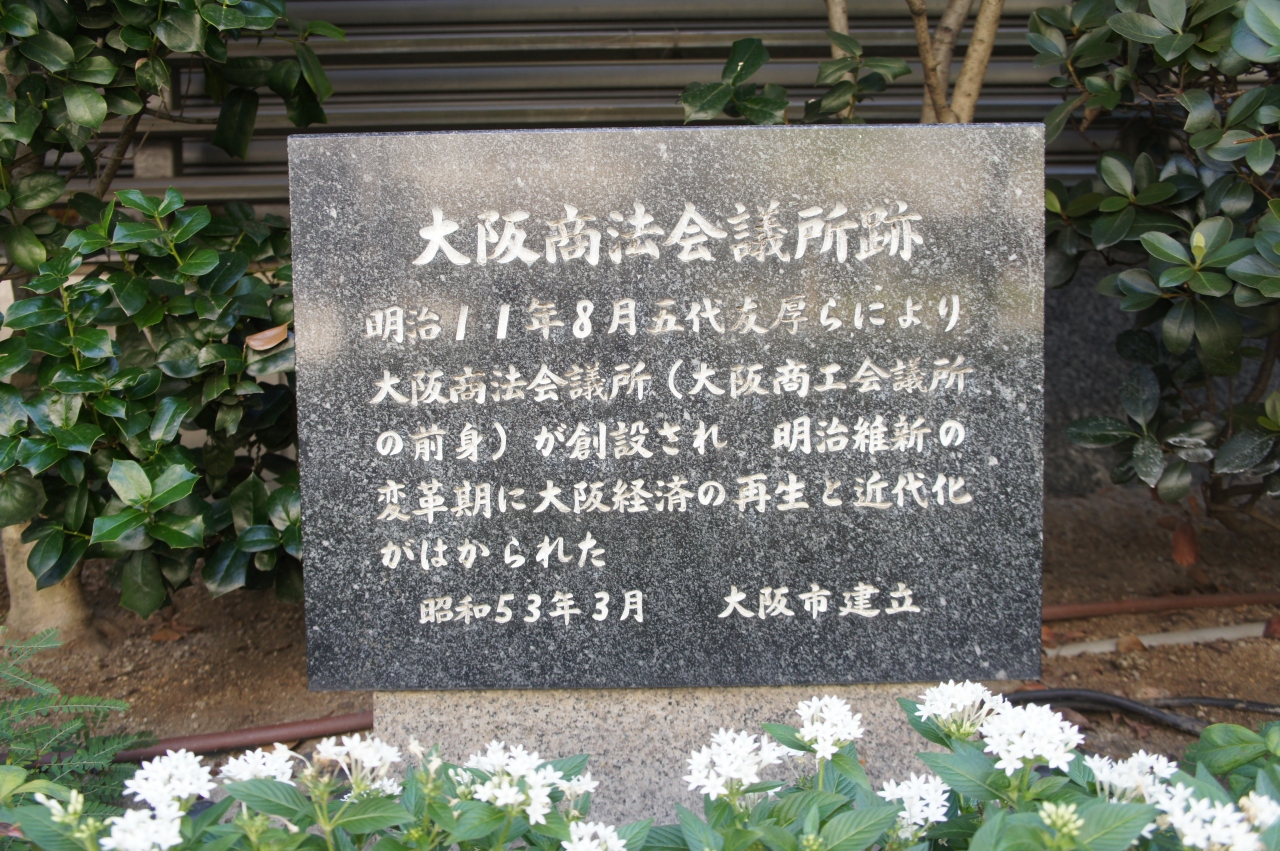 大阪商法会議所跡
明治11年8月五代友厚らにより
大阪商法会議所(大阪商工会議所
の前身)が創設され　明治維新の
変革期に大阪経済の再生と近代化
がはかられた
昭和53年3月　大阪市建立